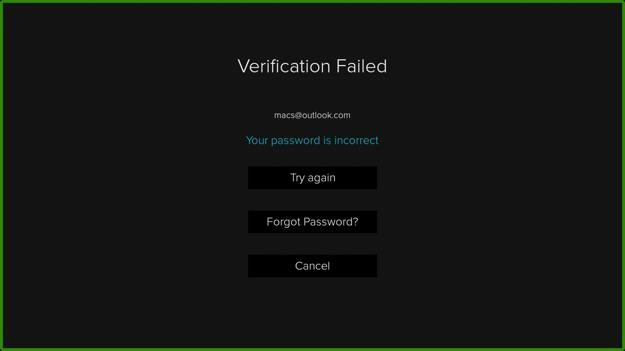 Verification Failed
macs@outlook.com
Your password is incorrect
Try again
Forgot Password?
Cancel